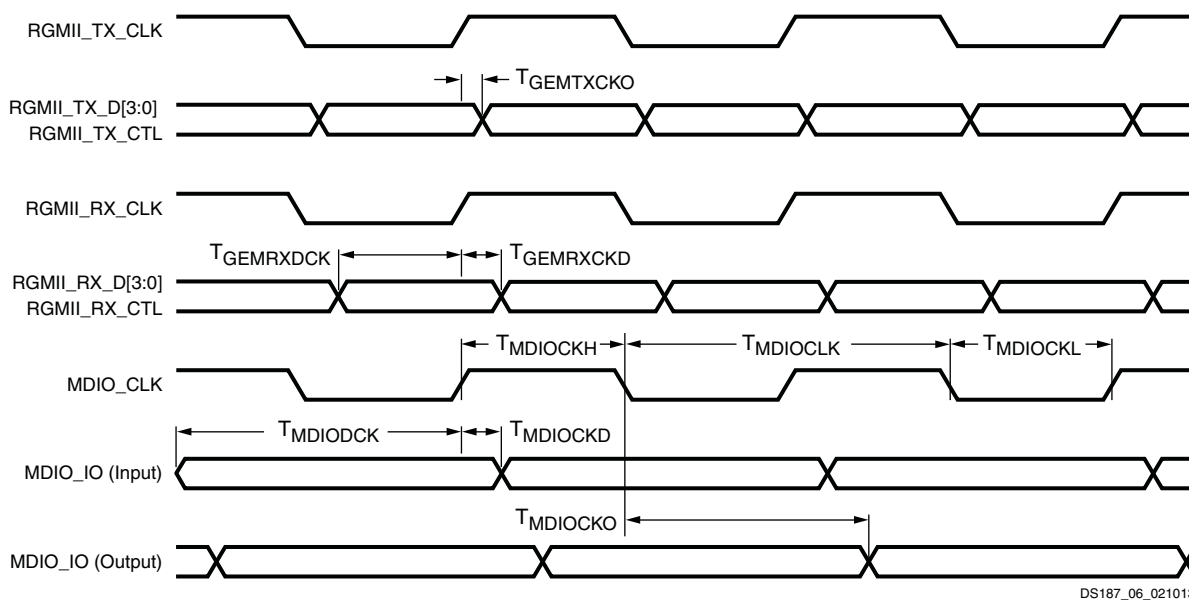 RGMII_TX_CLK
TGEMTXCKO
RGMII_TX_D[3:0]
RGMII_TX_CTL
RGMII_RX_CLK
TGEMRXDCK
TGEMRXCKD
RGMII_RX_D[3:0]
RGMII_RX_CTL
TMDIOCKH
TMDIOCLK
TMDIOCKL
MDIO_CLK
TMDIODCK
TMDIOCKD
MDIO_IO (Input)
TMDIOCKO
MDIO_IO (Output)
DS187_06_021013